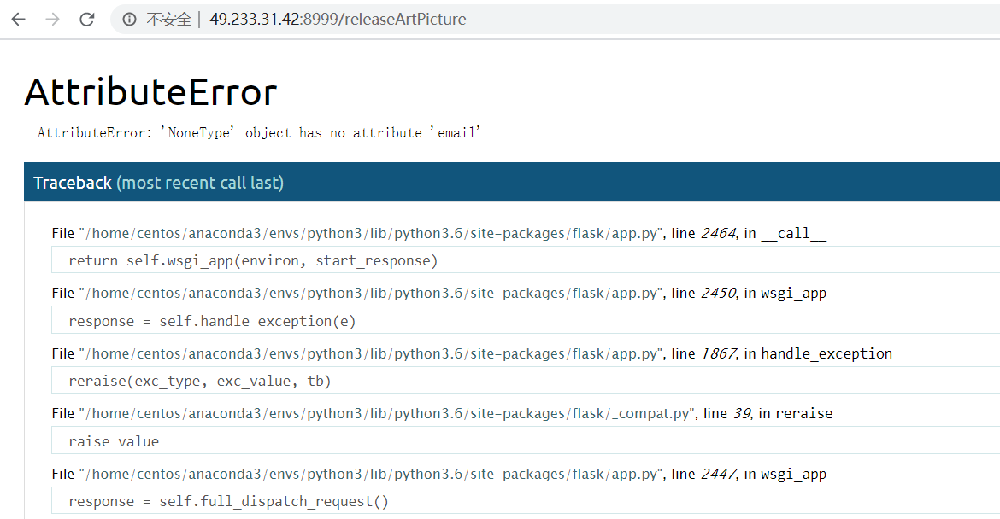 不安全 | 49.233.31.42:8999/releaseArtPicture
AttributeError
AttributeError: 'NoneType' object has no attribute 'email'
Traceback (most recent call last)
File "/home/centos/anaconda3/envs/python3/lib/python3.6/site-packages/flask/app.py", line 2464, in __call__
return self.wsgi_app(environ, start_response)
File "/home/centos/anaconda3/envs/python3/lib/python3.6/site-packages/flask/app.py", line 2450, in wsgi_app
response = self.handle_exception(e)
File "/home/centos/anaconda3/envs/python3/lib/python3.6/site-packages/flask/app.py", line 1867, in handle_exception
reraise(exc_type, exc_value, tb)
File "/home/centos/anaconda3/envs/python3/lib/python3.6/site-packages/flask/_compat.py", line 39, in reraise
raise value
File "/home/centos/anaconda3/envs/python3/lib/python3.6/site-packages/flask/app.py", line 2447, in wsgi_app
response = self.full_dispatch_request()